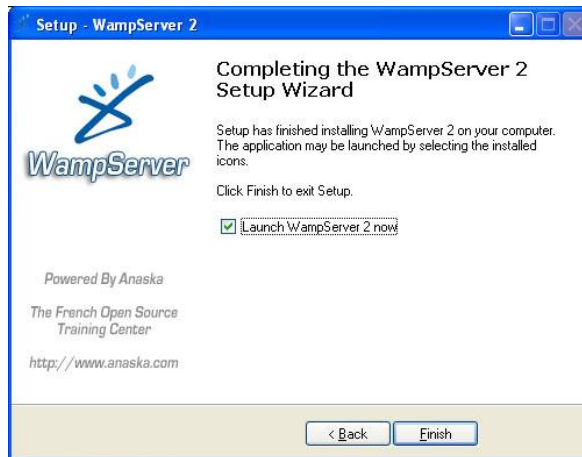 Setup - WampServer 2
Completing the WampServer 2
Setup Wizard
Setup has finished installing WampServer 2 on your computer.
The application may be launched by selecting the installed
icons.
Click Finish to exit Setup.
Launch WampServer 2 now
WampServer
Powered By Anaska
The French Open Source
Training Center
http://www.anaska.com
< Back
Finish